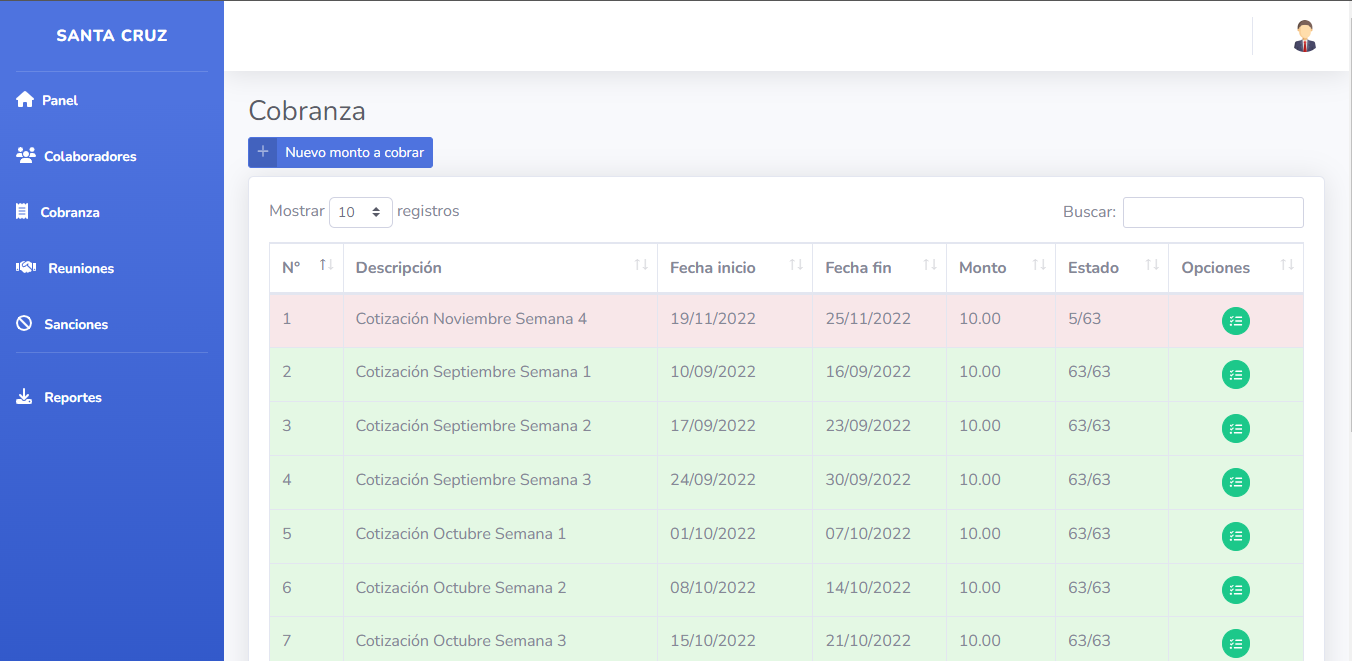 SANTA CRUZ
Panel
Colaboradores
Cobranza
Reuniones
Sanciones
Reportes
Cobranza
+ Nuevo monto a cobrar
Mostrar 10 registros Buscar:
N° Descripción Fecha inicio Fecha fin Monto Estado Opciones
1 Cotización Noviembre Semana 4 19/11/2022 25/11/2022 10.00 5/63
2 Cotización Septiembre Semana 1 10/09/2022 16/09/2022 10.00 63/63
3 Cotización Septiembre Semana 2 17/09/2022 23/09/2022 10.00 63/63
4 Cotización Septiembre Semana 3 24/09/2022 30/09/2022 10.00 63/63
5 Cotización Octubre Semana 1 01/10/2022 07/10/2022 10.00 63/63
6 Cotización Octubre Semana 2 08/10/2022 14/10/2022 10.00 63/63
7 Cotización Octubre Semana 3 15/10/2022 21/10/2022 10.00 63/63